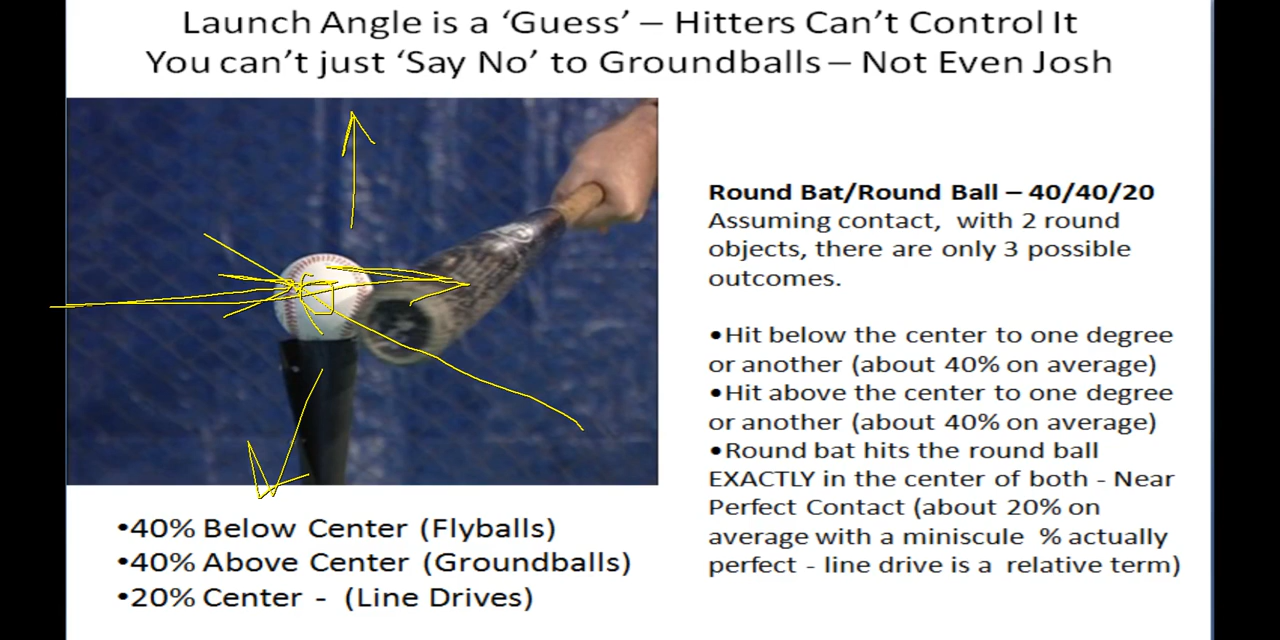 Launch Angle is a ‘Guess’ – Hitters Can’t Control It
You can’t just ‘Say No’ to Groundballs – Not Even Josh
Round Bat/Round Ball – 40/40/20
Assuming contact, with 2 round
objects, there are only 3 possible
outcomes.
•Hit below the center to one degree
or another (about 40% on average)
•Hit above the center to one degree
or another (about 40% on average)
•Round bat hits the round ball
EXACTLY in the center of both - Near
Perfect Contact (about 20% on
average with a miniscule % actually
perfect - line drive is a relative term)
•40% Below Center (Flyballs)
•40% Above Center (Groundballs)
•20% Center - (Line Drives)